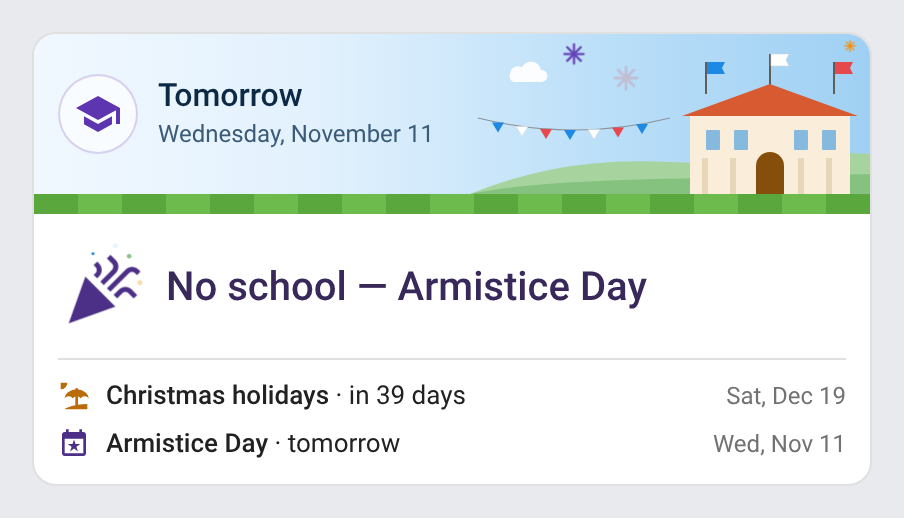 Tomorrow
Wednesday, November 11
No school — Armistice Day
Christmas holidays · in 39 days Sat, Dec 19
Armistice Day · tomorrow Wed, Nov 11